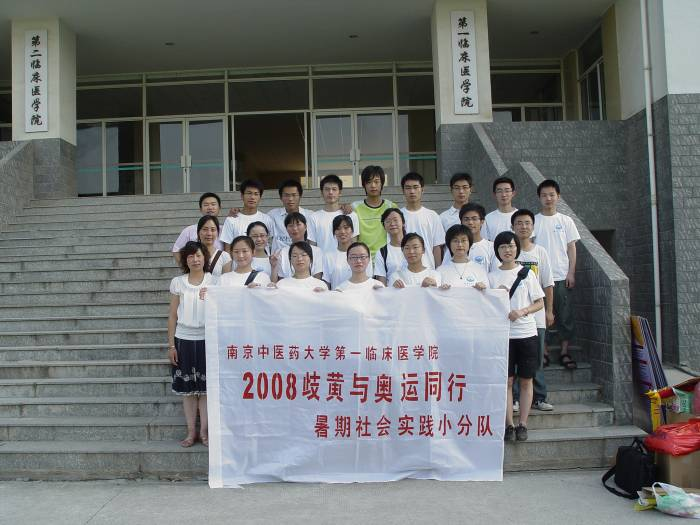 第二临床医学院
第一临床医学院
南京中医药大学第一临床医学院
2008歧黄与奥运同行
暑期社会实践小分队